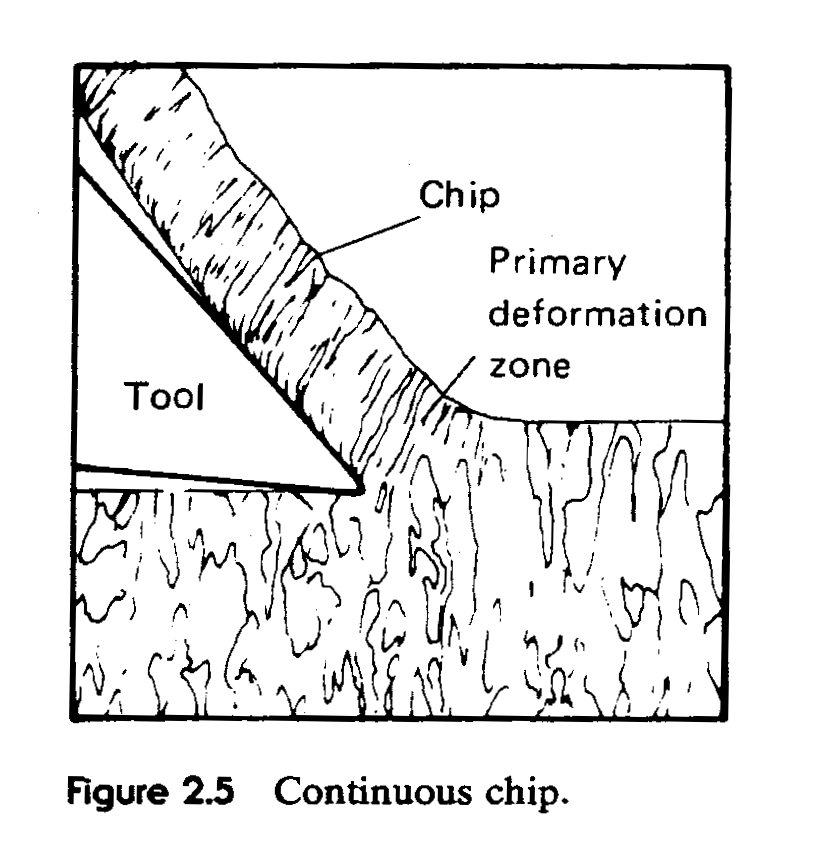 Chip
Primary
deformation
zone
Tool
Figure 2.5 Continuous chip.